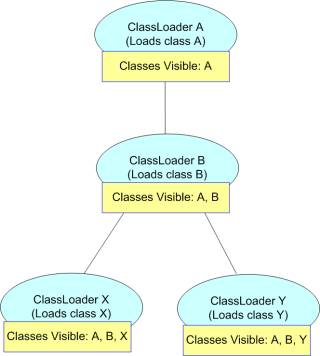 ClassLoader A
(Loads class A)
Classes Visible: A
ClassLoader B
(Loads class B)
Classes Visible: A, B
ClassLoader X
(Loads class X)
Classes Visible: A, B, X
ClassLoader Y
(Loads class Y)
Classes Visible: A, B, Y